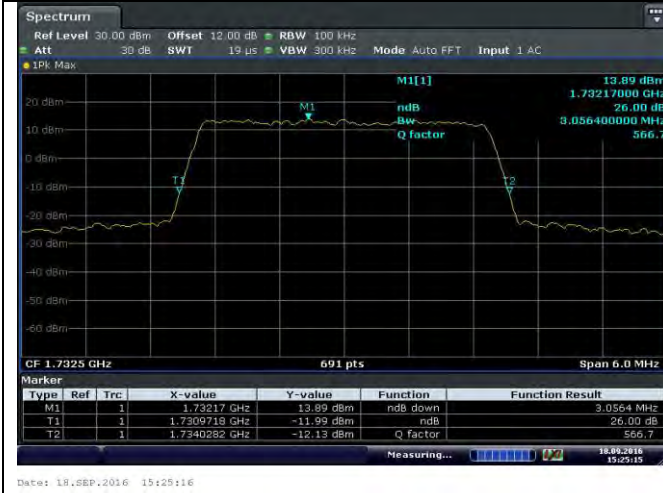 Spectrum
Ref Level 30.00 dBm Offset 12.00 dB RBW 100 kHz
Att 30 dB SWT 19 µs VBW 300 kHz Mode Auto FFT Input 1 AC
1Pk Max
M1[1] 13.89 dBm
1.73217000 GHz
20 dBm
M1
ndB 26.00 dB
10 dBm
Bw 3.056400000 MHz
Q factor 566.7
0 dBm
-10 dBm
T1
T2
-20 dBm
-30 dBm
-40 dBm
-50 dBm
-60 dBm
CF 1.7325 GHz 691 pts Span 6.0 MHz
Marker
Type Ref Trc X-value Y-value Function Function Result
M1 1 1.73217 GHz 13.89 dBm ndB down 3.0564 MHz
T1 1 1.7309718 GHz -11.99 dBm ndB 26.00 dB
T2 1 1.7340282 GHz -12.13 dBm Q factor 566.7
Measuring... 18.09.2016
15:25:15
Date: 18.SEP.2016 15:25:16